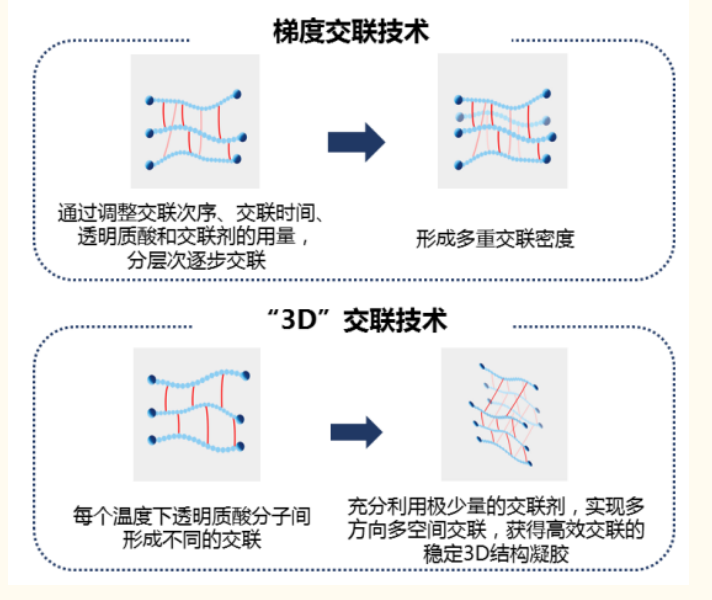 梯度交联技术
通过调整交联次序、交联时间、
透明质酸和交联剂的用量，
分层次逐步交联
形成多重交联密度
“3D”交联技术
每个温度下透明质酸分子间
形成不同的交联
充分利用极少量的交联剂，实现多
方向多空间交联，获得高效交联的
稳定3D结构凝胶